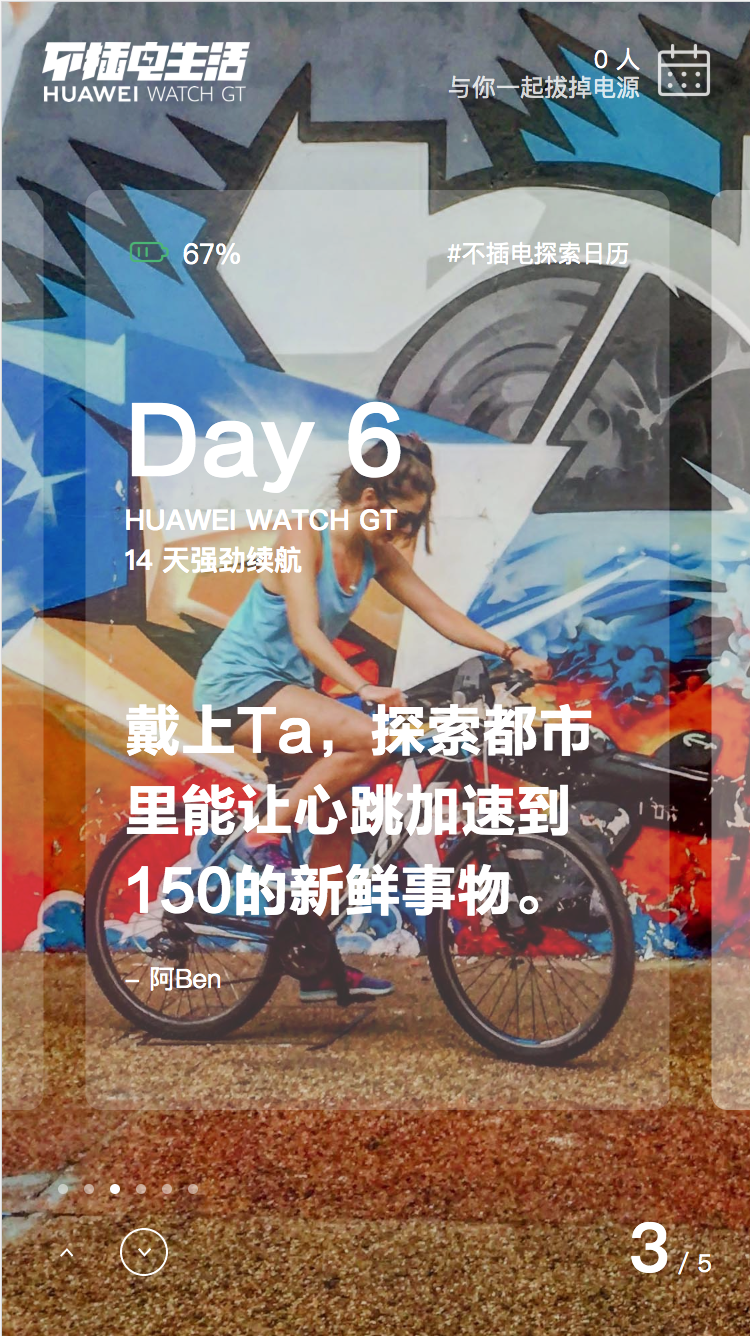 不插电生活
HUAWEI WATCH GT
0 人
与你一起拔掉电源
67%
#不插电探索日历
Day 6
HUAWEI WATCH GT
14 天强劲续航
戴上Ta，探索都市
里能让心跳加速到
150的新鲜事物。
– 阿Ben
3 / 5